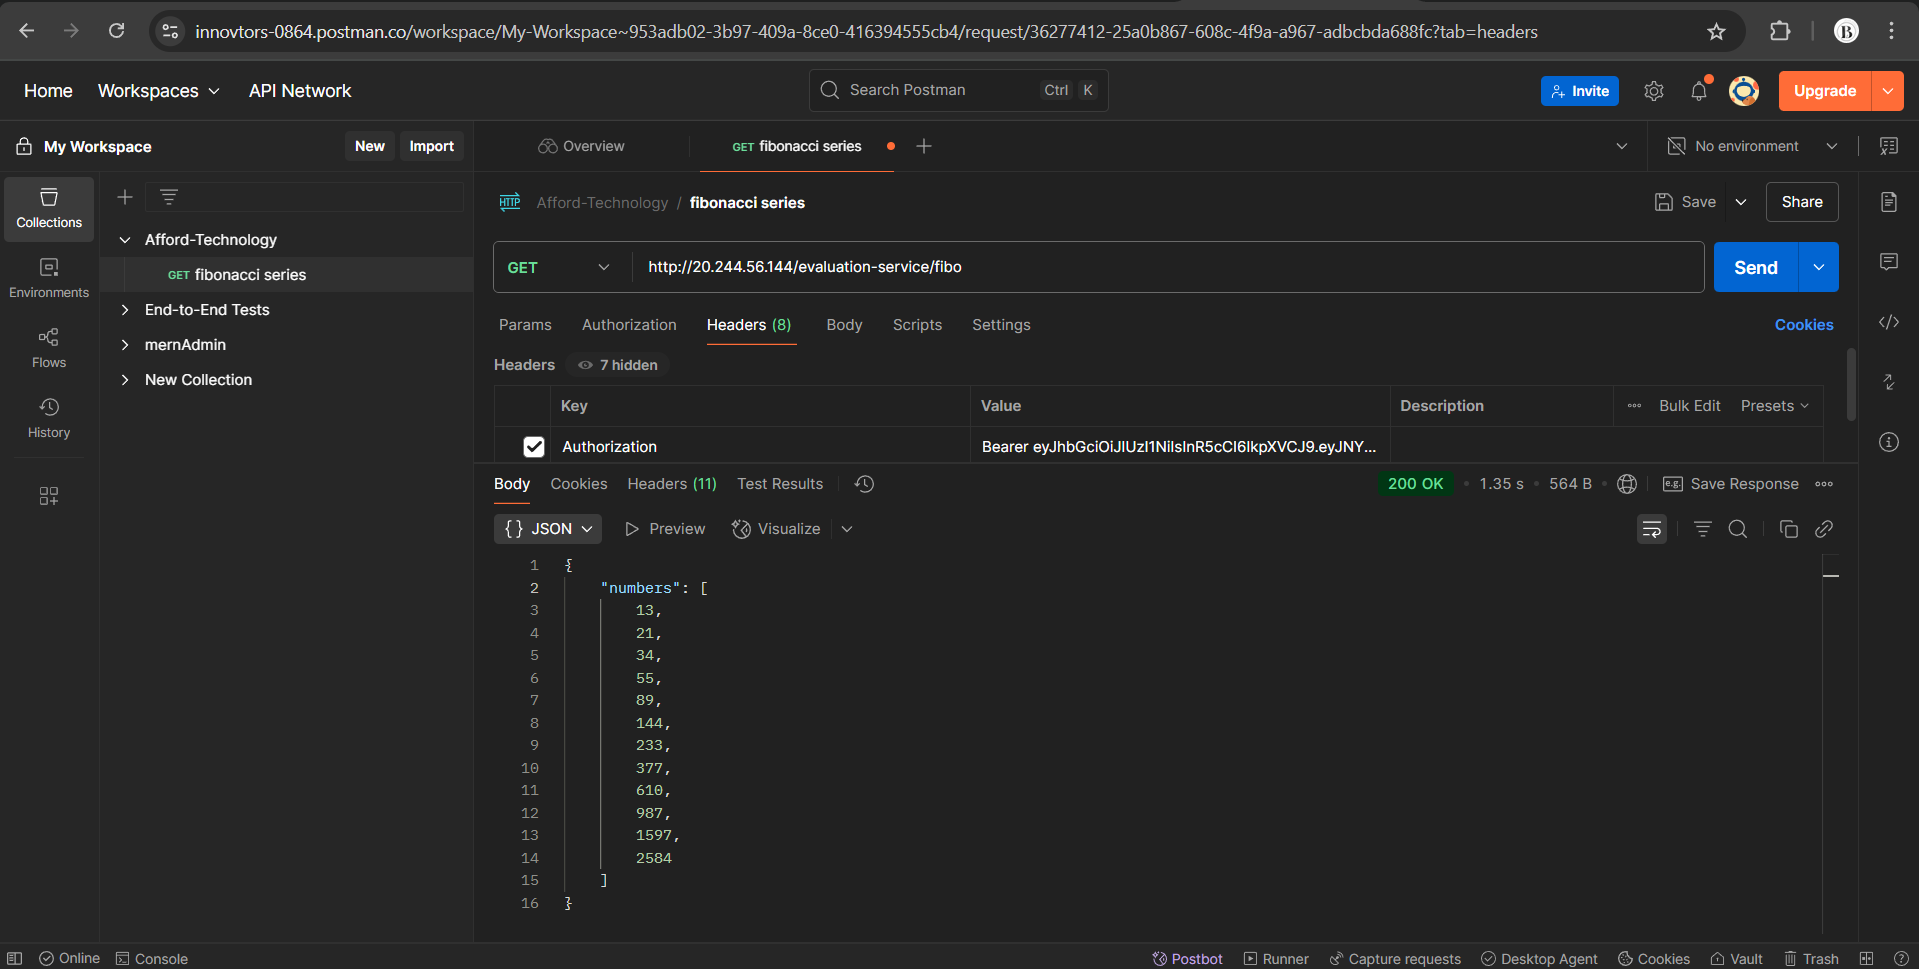 innovtors-0864.postman.co/workspace/My-Workspace~953adb02-3b97-409a-8ce0-416394555cb4/request/36277412-25a0b867-608c-4f9a-a967-adbcbda688fc?tab=headers
B
Home Workspaces API Network
Search Postman Ctrl K
Invite
Upgrade
My Workspace New Import
Overview
GET fibonacci series
No environment
Collections
Environments
Flows
History
Afford-Technology
GET fibonacci series
End-to-End Tests
mernAdmin
New Collection
HTTP Afford-Technology / fibonacci series
Save Share
GET http://20.244.56.144/evaluation-service/fibo
Send
Params Authorization Headers (8) Body Scripts Settings Cookies
Headers 7 hidden
Key Value Description Bulk Edit Presets
Authorization Bearer eyJhbGciOiJIUzI1NiIsInR5cCI6IkpXVCJ9.eyJNY...
Body Cookies Headers (11) Test Results
200 OK • 1.35 s • 564 B • e.g. Save Response
{} JSON Preview Visualize
1 {
2 "numbers": [
3 13,
4 21,
5 34,
6 55,
7 89,
8 144,
9 233,
10 377,
11 610,
12 987,
13 1597,
14 2584
15 ]
16 }
Online Console
Postbot Runner Capture requests Desktop Agent Cookies Vault Trash